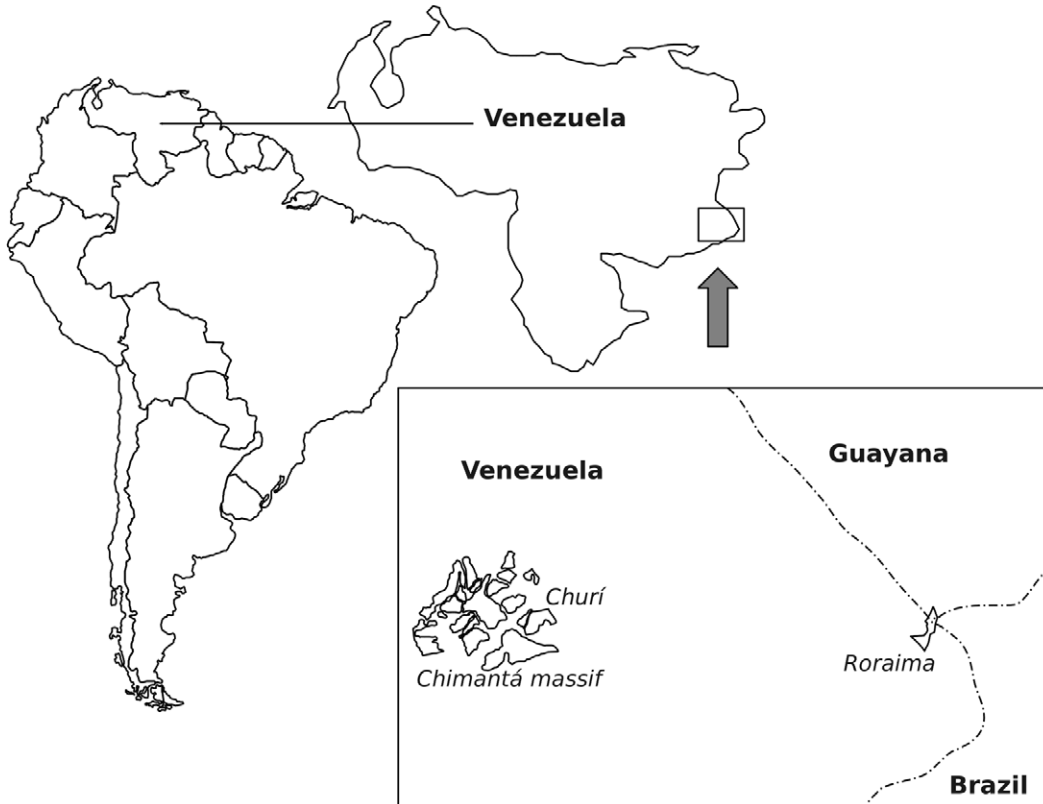 Venezuela
Guayana
Venezuela
Churí
Chimantá massif
Roraima
Brazil